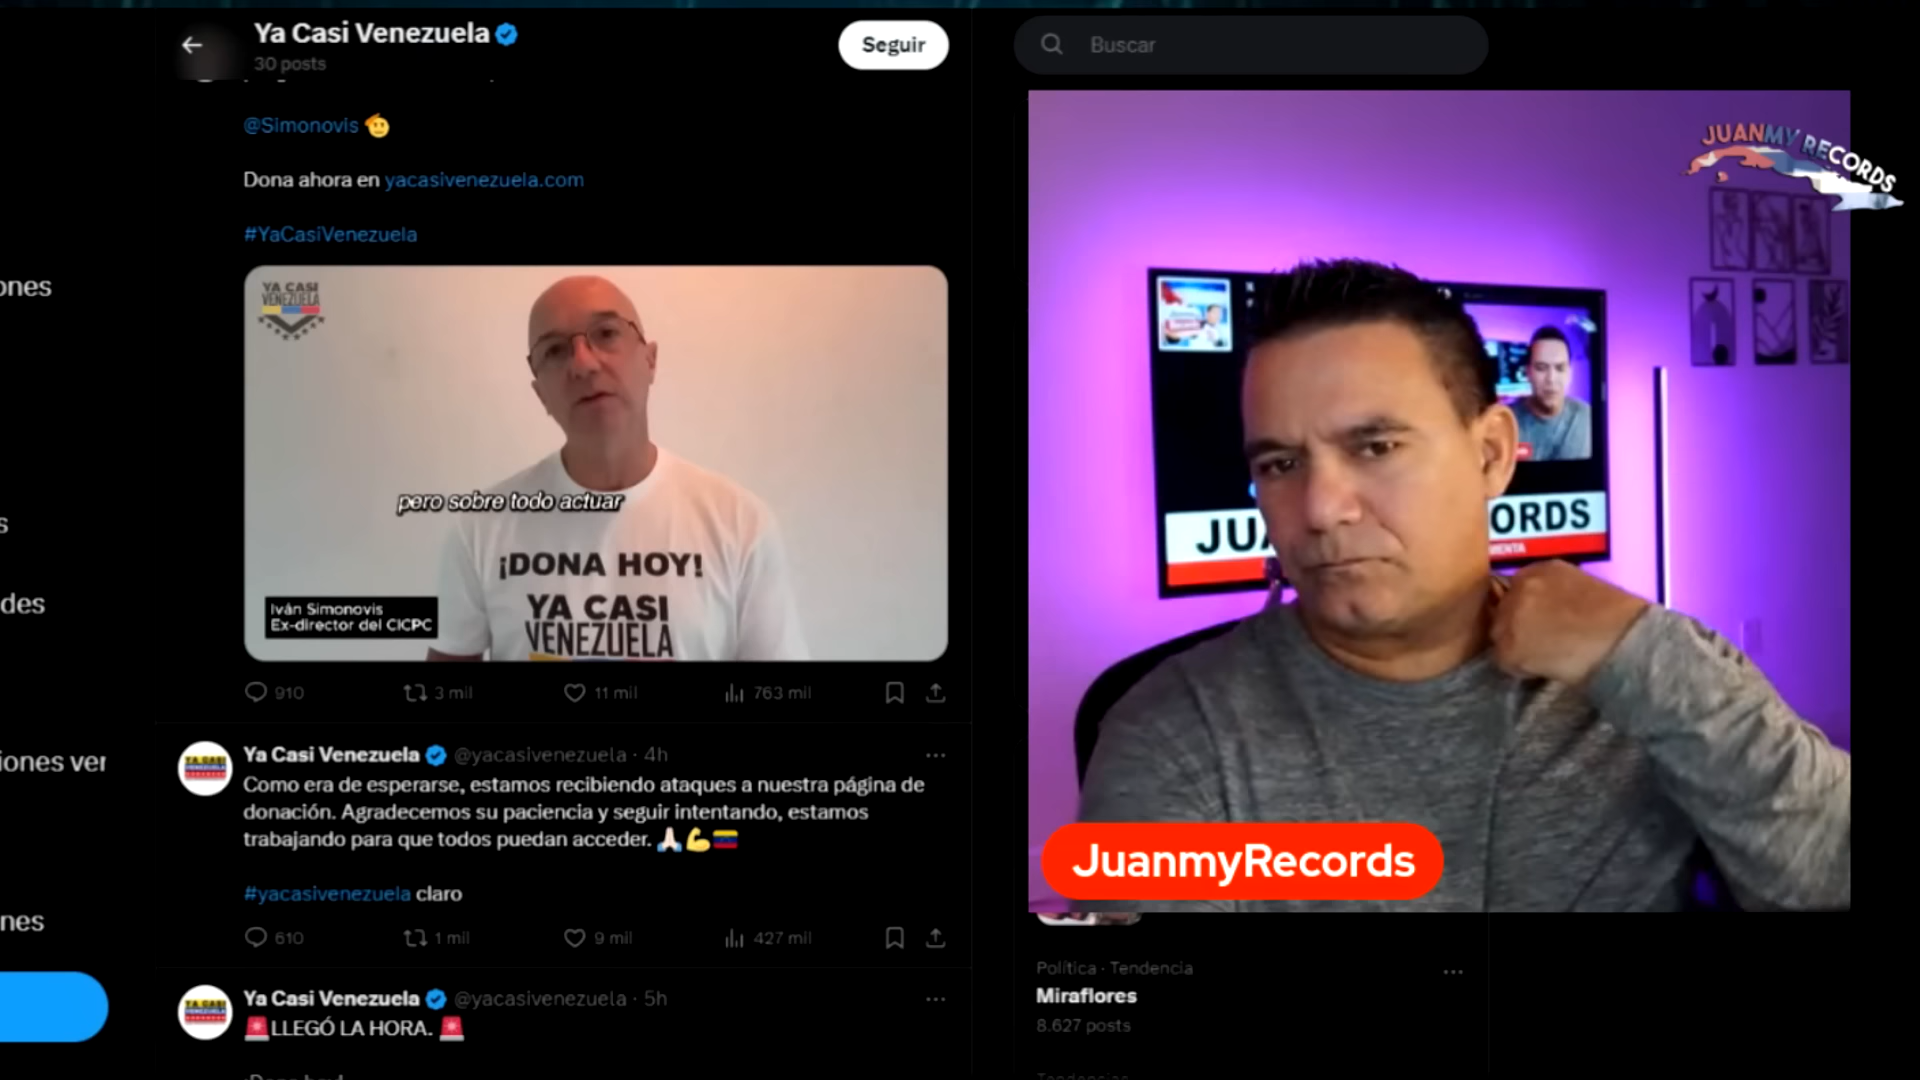 Ya Casi Venezuela
30 posts
Seguir
Buscar
@Simonovis
Dona ahora en yacasivenezuela.com
#YaCasiVenezuela
YA CASI
VENEZUELA
pero sobre todo actuar
¡DONA HOY!
YA CASI
VENEZUELA
Iván Simonovis
Ex-director del CICPC
910
3 mil
11 mil
763 mil
Ya Casi Venezuela @yacasivenezuela · 4h
Como era de esperarse, estamos recibiendo ataques a nuestra página de
donación. Agradecemos su paciencia y seguir intentando, estamos
trabajando para que todos puedan acceder.
#yacasivenezuela claro
610
1 mil
9 mil
427 mil
Ya Casi Venezuela @yacasivenezuela · 5h
LLEGÓ LA HORA.
ones
s
des
iones ver
nes
JUANMY RECORDS
JU
ORDS
JuanmyRecords
Política · Tendencia
Miraflores
8.627 posts